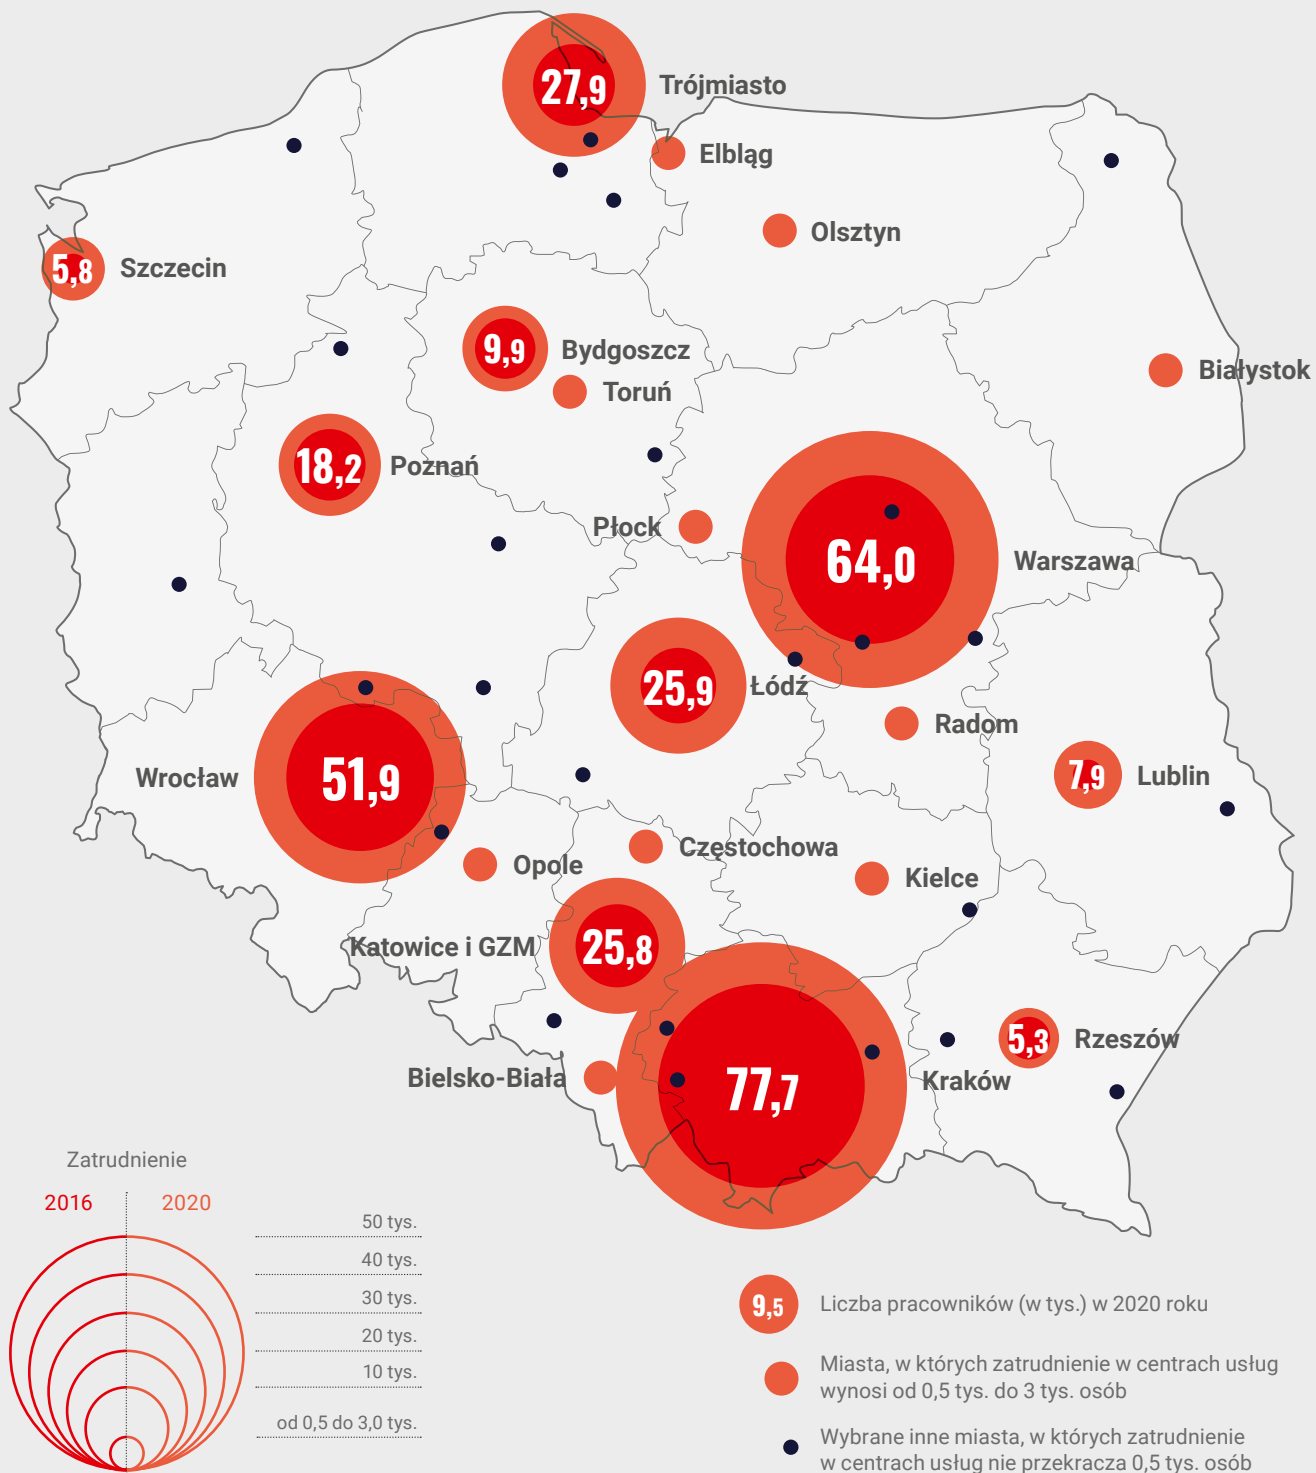 27,9
Trójmiasto
Elbląg
Olsztyn
5,8
Szczecin
9,9
Bydgoszcz
Toruń
Białystok
18,2
Poznań
Płock
64,0
Warszawa
25,9
Łódź
Radom
Wrocław
51,9
7,9
Lublin
Częstochowa
Opole
Kielce
Katowice i GZM
25,8
5,3
Rzeszów
Bielsko-Biała
77,7
Kraków
Zatrudnienie
2016
2020
50 tys.
40 tys.
30 tys.
20 tys.
10 tys.
od 0,5 do 3,0 tys.
9,5
Liczba pracowników (w tys.) w 2020 roku
Miasta, w których zatrudnienie w centrach usług
wynosi od 0,5 tys. do 3 tys. osób
Wybrane inne miasta, w których zatrudnienie
w centrach usług nie przekracza 0,5 tys. osób